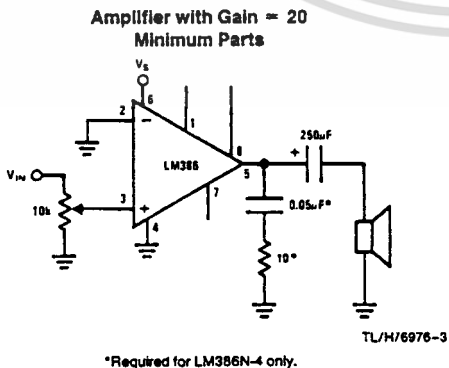 Amplifier with Gain = 20
Minimum Parts
VS
6
2
−
1
LM386
8
5
+
250µF
VIN
10k
3
+
7
4
0.05µF*
10*
TL/H/6976–3
*Required for LM386N-4 only.